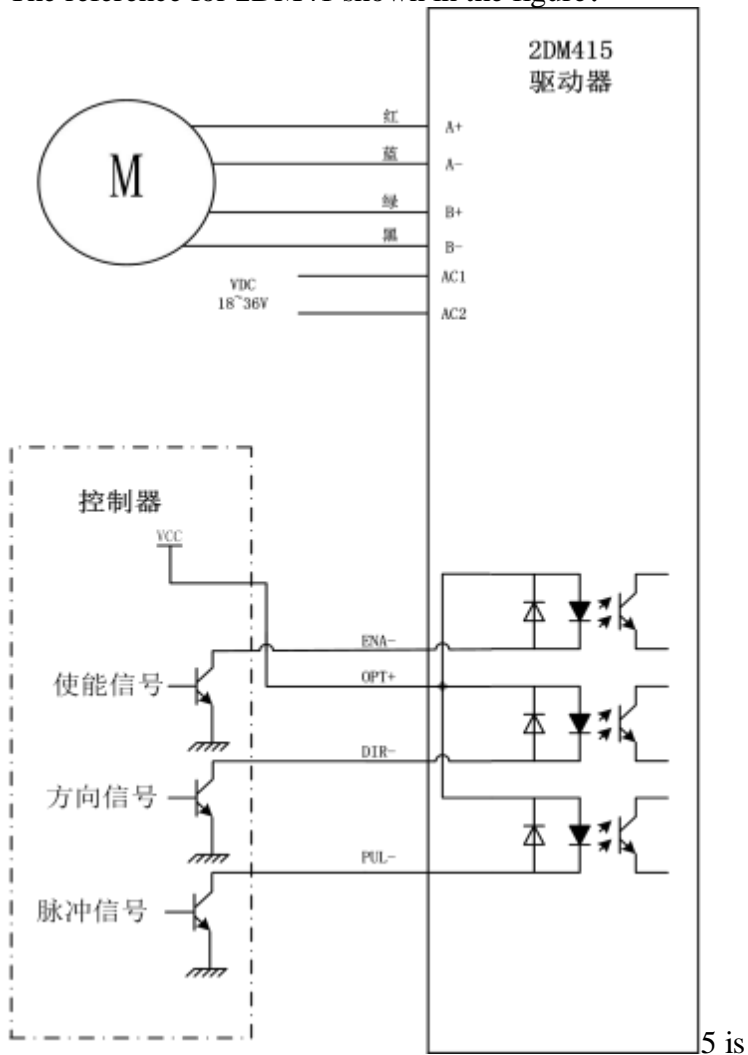 The reference for 2DM41 shown in the figure:
2DM415
驱动器
红
A+
蓝
A-
M
绿
B+
黑
B-
VDC
18~36V
AC1
AC2
控制器
VCC
ENA-
使能信号
OPT+
DIR-
方向信号
PUL-
脉冲信号
5 is